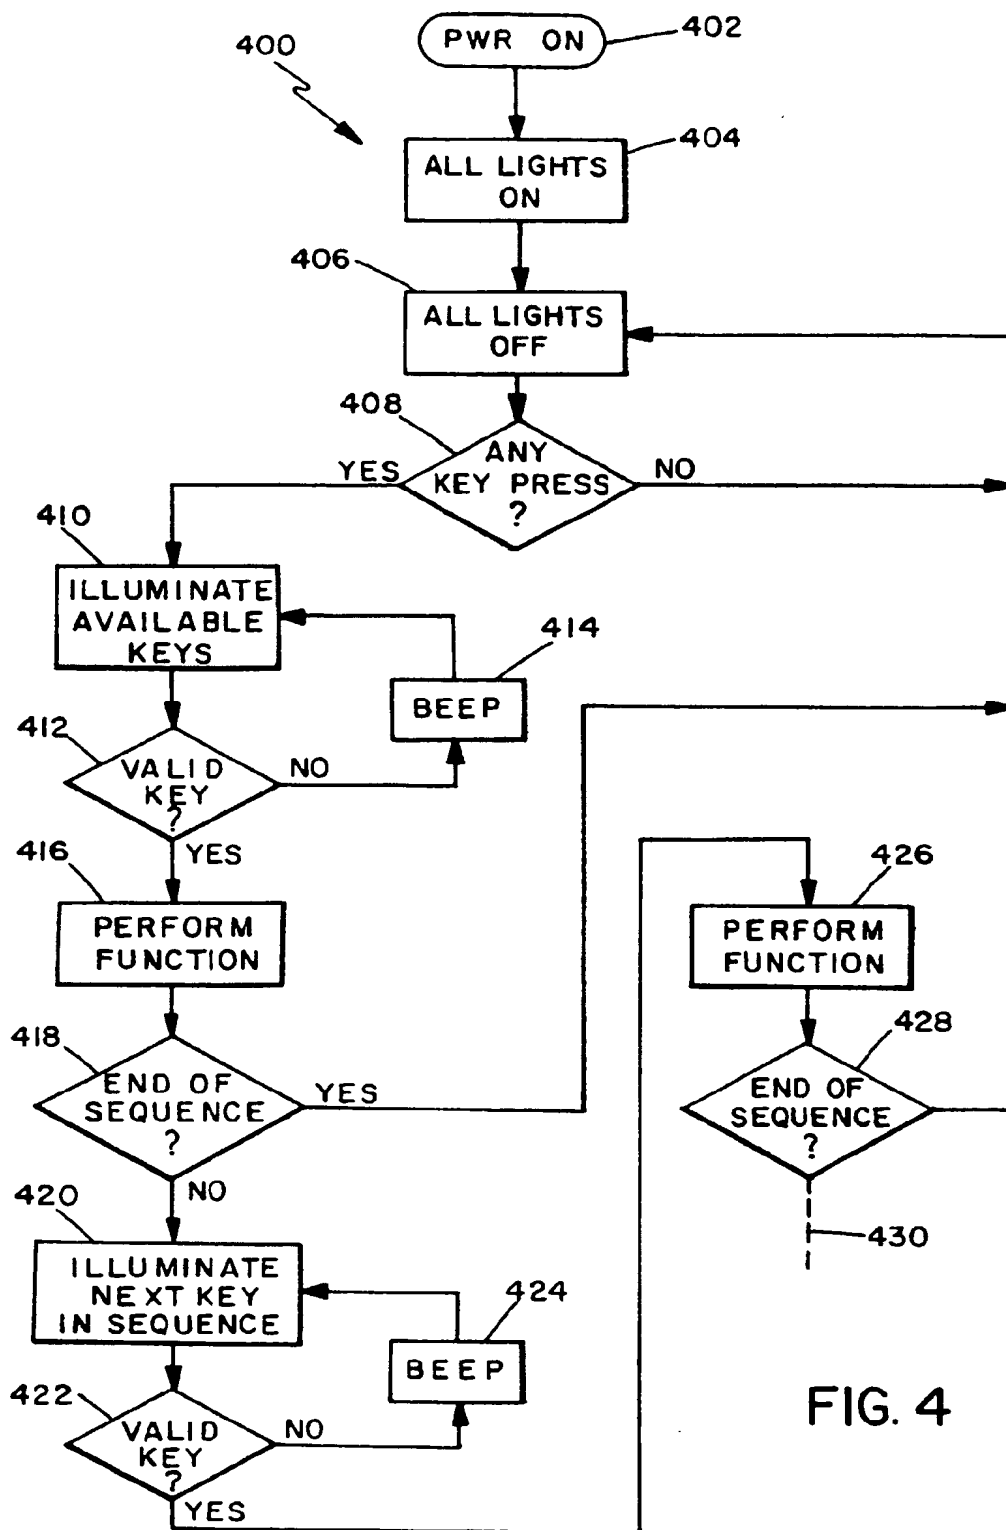 PWR ON
402
400
ALL LIGHTS
ON
404
406
ALL LIGHTS
OFF
408
ANY
KEY PRESS
?
YES
NO
410
ILLUMINATE
AVAILABLE
KEYS
414
BEEP
412
VALID
KEY
?
NO
YES
416
PERFORM
FUNCTION
426
PERFORM
FUNCTION
418
END OF
SEQUENCE
?
YES
NO
428
END OF
SEQUENCE
?
430
420
ILLUMINATE
NEXT KEY
IN SEQUENCE
424
BEEP
422
VALID
KEY
?
NO
YES
FIG. 4